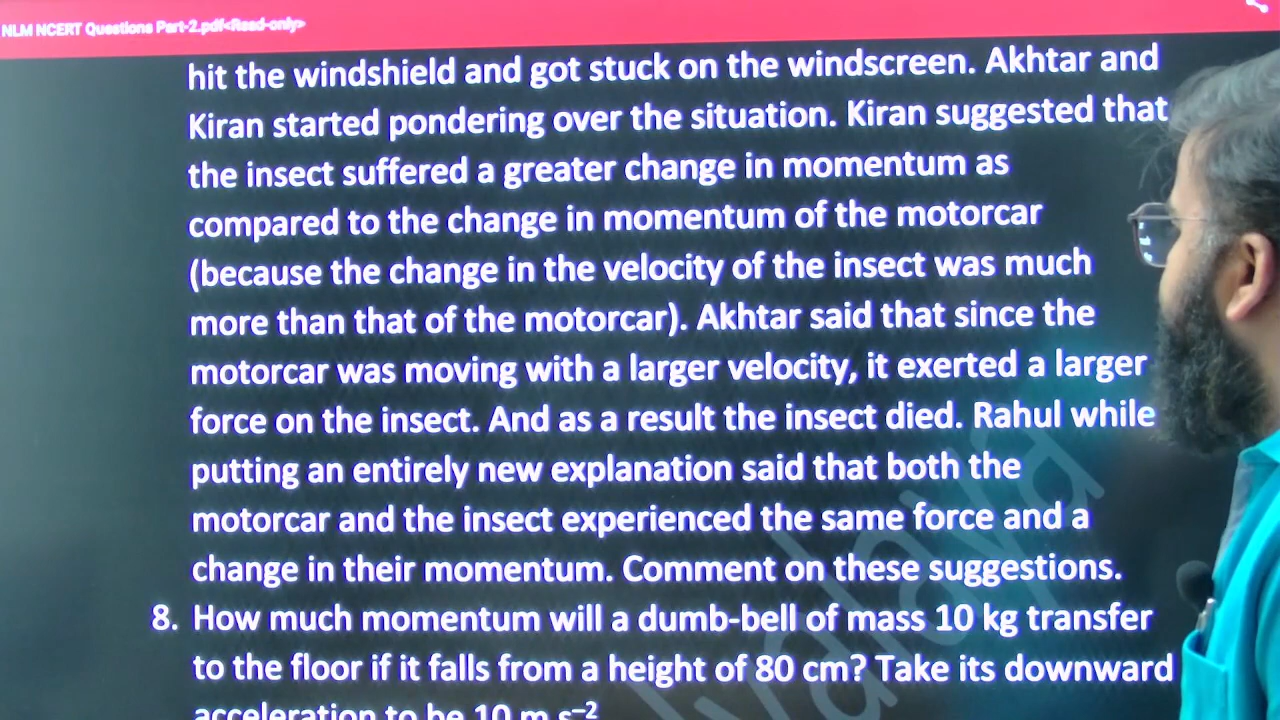 NLM NCERT Questions Part-2.pdf<Read-only>
hit the windshield and got stuck on the windscreen. Akhtar and
Kiran started pondering over the situation. Kiran suggested that
the insect suffered a greater change in momentum as
compared to the change in momentum of the motorcar
(because the change in the velocity of the insect was much
more than that of the motorcar). Akhtar said that since the
motorcar was moving with a larger velocity, it exerted a larger
force on the insect. And as a result the insect died. Rahul while
putting an entirely new explanation said that both the
motorcar and the insect experienced the same force and a
change in their momentum. Comment on these suggestions.
8. How much momentum will a dumb-bell of mass 10 kg transfer
to the floor if it falls from a height of 80 cm? Take its downward
acceleration to be 10 m s⁻²